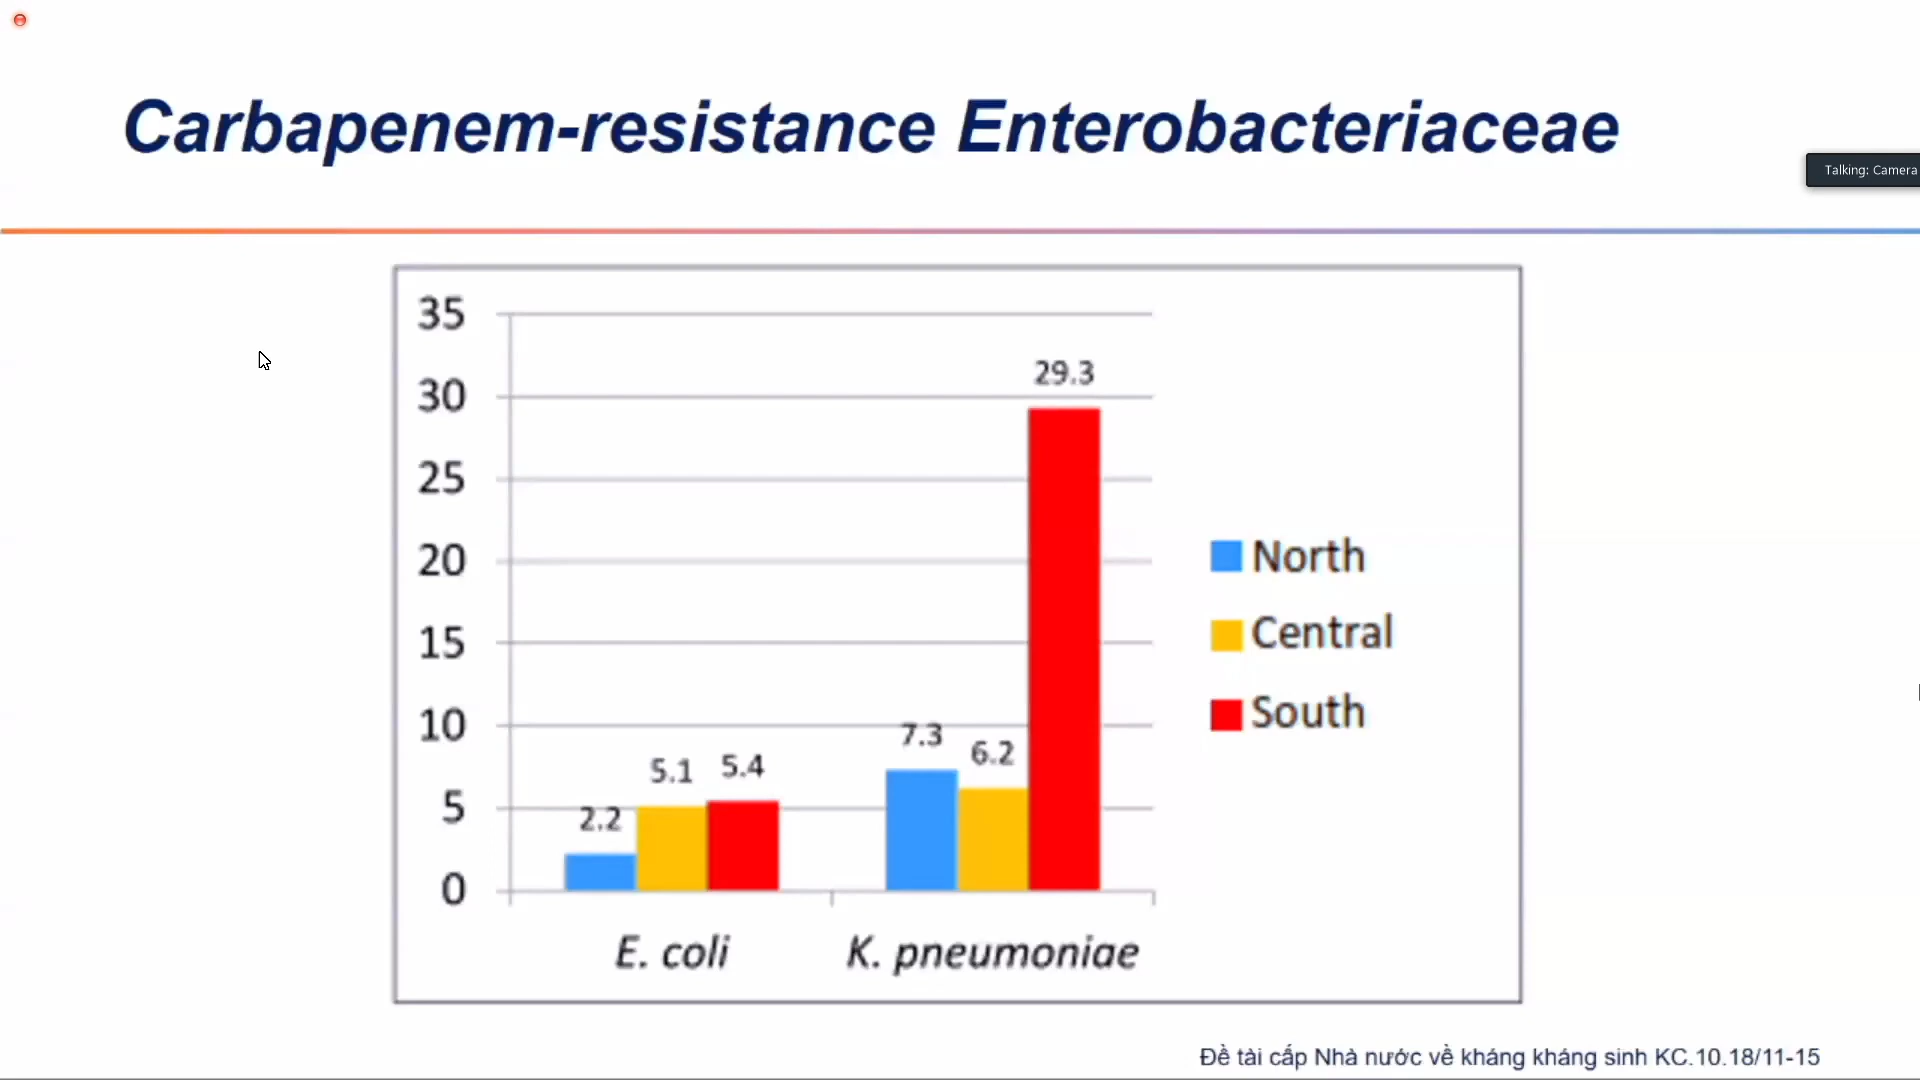 Carbapenem-resistance Enterobacteriaceae
Talking: Camera
35
30
25
20
15
10
5
0
2.2
5.1
5.4
7.3
6.2
29.3
E. coli
K. pneumoniae
North
Central
South
Đề tài cấp Nhà nước về kháng kháng sinh KC.10.18/11-15